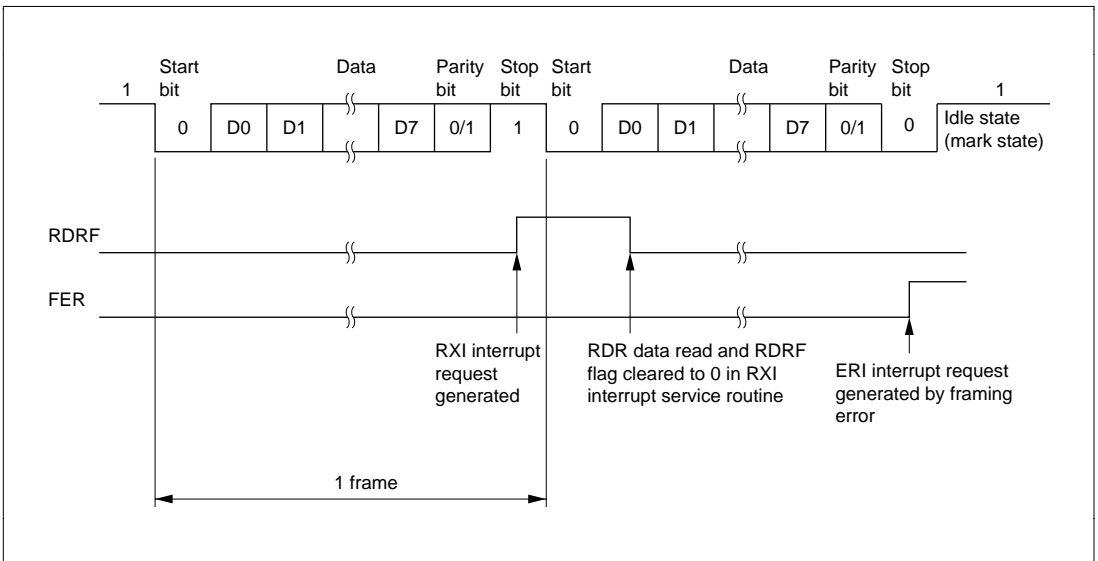 Start bit
Data
Parity bit
Stop bit
Start bit
Data
Parity bit
Stop bit
1
1
0
D0
D1
D7
0/1
1
0
D0
D1
D7
0/1
0
Idle state
(mark state)
RDRF
FER
RXI interrupt
request
generated
RDR data read and RDRF
flag cleared to 0 in RXI
interrupt service routine
ERI interrupt request
generated by framing
error
1 frame